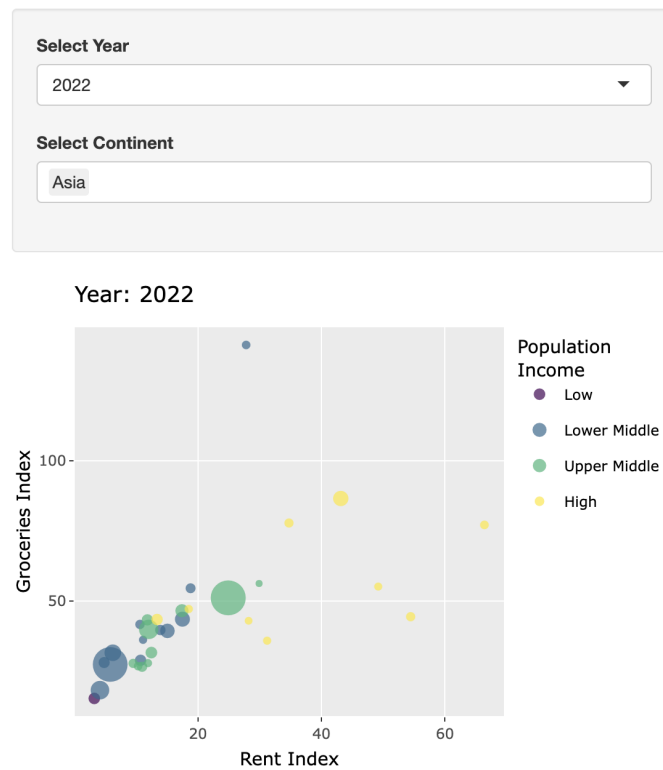 Select Year
2022
Select Continent
Asia
Year: 2022
Groceries Index
100
50
20
40
60
Rent Index
Population
Income
Low
Lower Middle
Upper Middle
High